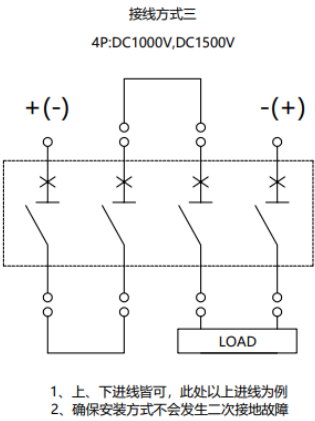 接线方式三
4P:DC1000V,DC1500V
+(-)
-(+)
LOAD
1、上、下进线皆可，此处以上进线为例
2、确保安装方式不会发生二次接地故障